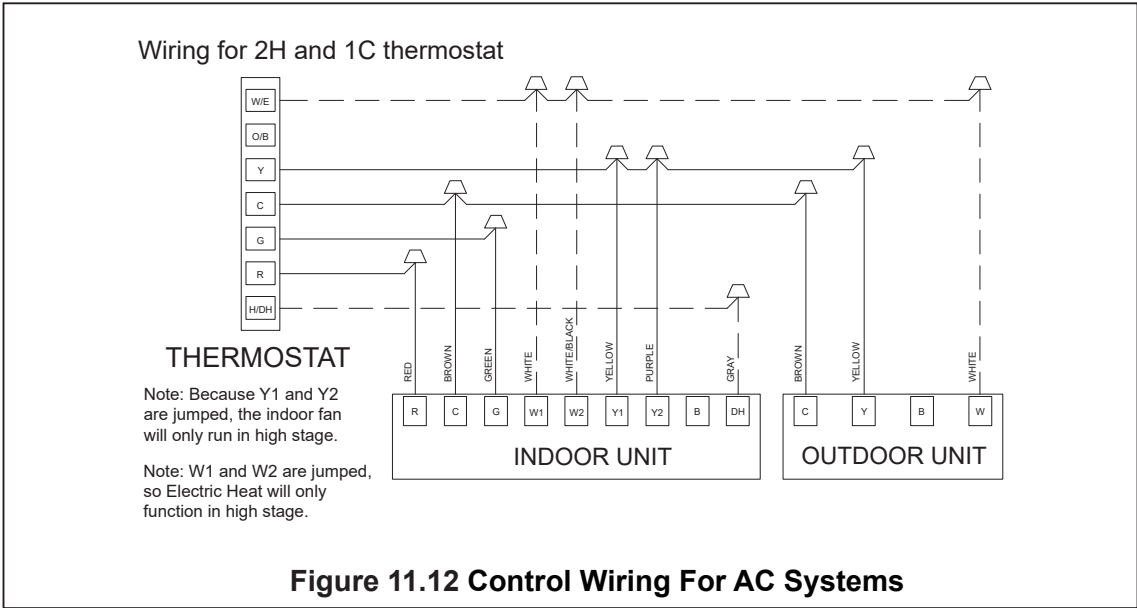 Wiring for 2H and 1C thermostat
W/E
O/B
Y
C
G
R
H/DH
THERMOSTAT
Note: Because Y1 and Y2
are jumped, the indoor fan
will only run in high stage.
Note: W1 and W2 are jumped,
so Electric Heat will only
function in high stage.
RED
BROWN
GREEN
WHITE
WHITE/BLACK
YELLOW
PURPLE
GRAY
R
C
G
W1
W2
Y1
Y2
B
DH
INDOOR UNIT
BROWN
YELLOW
WHITE
C
Y
B
W
OUTDOOR UNIT
Figure 11.12 Control Wiring For AC Systems